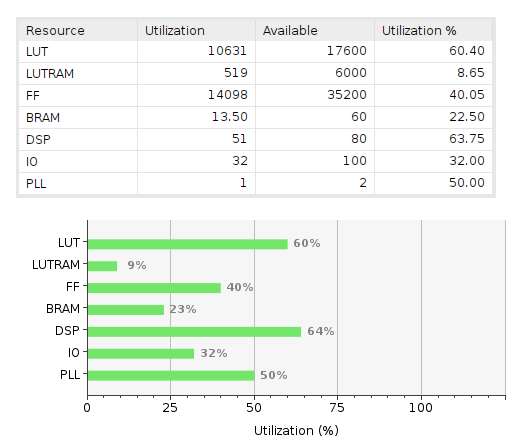 Resource Utilization Available Utilization %
LUT 10631 17600 60.40
LUTRAM 519 6000 8.65
FF 14098 35200 40.05
BRAM 13.50 60 22.50
DSP 51 80 63.75
IO 32 100 32.00
PLL 1 2 50.00
LUT 60%
LUTRAM 9%
FF 40%
BRAM 23%
DSP 64%
IO 32%
PLL 50%
0 25 50 75 100
Utilization (%)